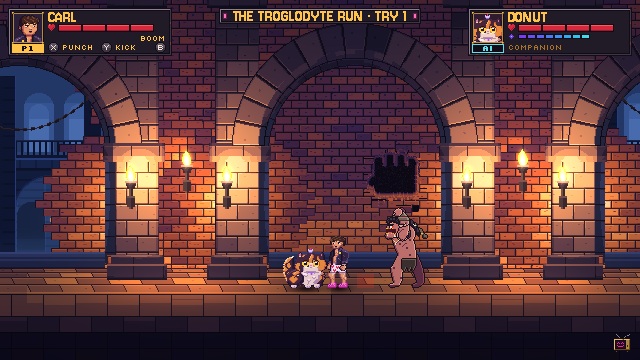 CARL
P1
BOOM
X PUNCH Y KICK B
THE TROGLODYTE RUN · TRY 1
DONUT
AI
COMPANION